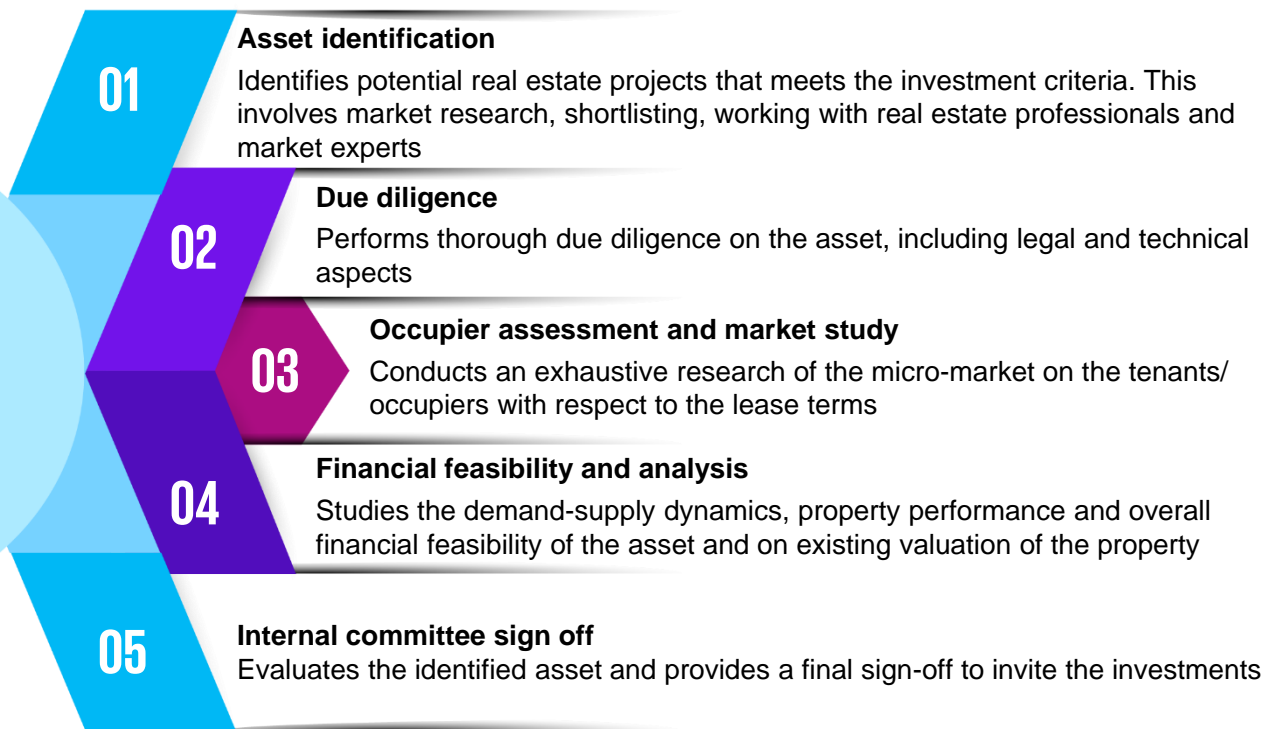 01
Asset identification
Identifies potential real estate projects that meets the investment criteria. This
involves market research, shortlisting, working with real estate professionals and
market experts
02
Due diligence
Performs thorough due diligence on the asset, including legal and technical
aspects
03
Occupier assessment and market study
Conducts an exhaustive research of the micro-market on the tenants/
occupiers with respect to the lease terms
04
Financial feasibility and analysis
Studies the demand-supply dynamics, property performance and overall
financial feasibility of the asset and on existing valuation of the property
05
Internal committee sign off
Evaluates the identified asset and provides a final sign-off to invite the investments